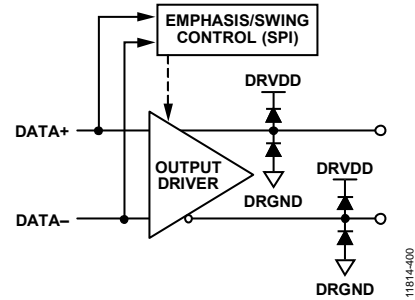 EMPHASIS/SWING
CONTROL (SPI)
DRVDD
DATA+
OUTPUT
DRIVER
DRVDD
DRGND
DATA–
DRGND
11814-400